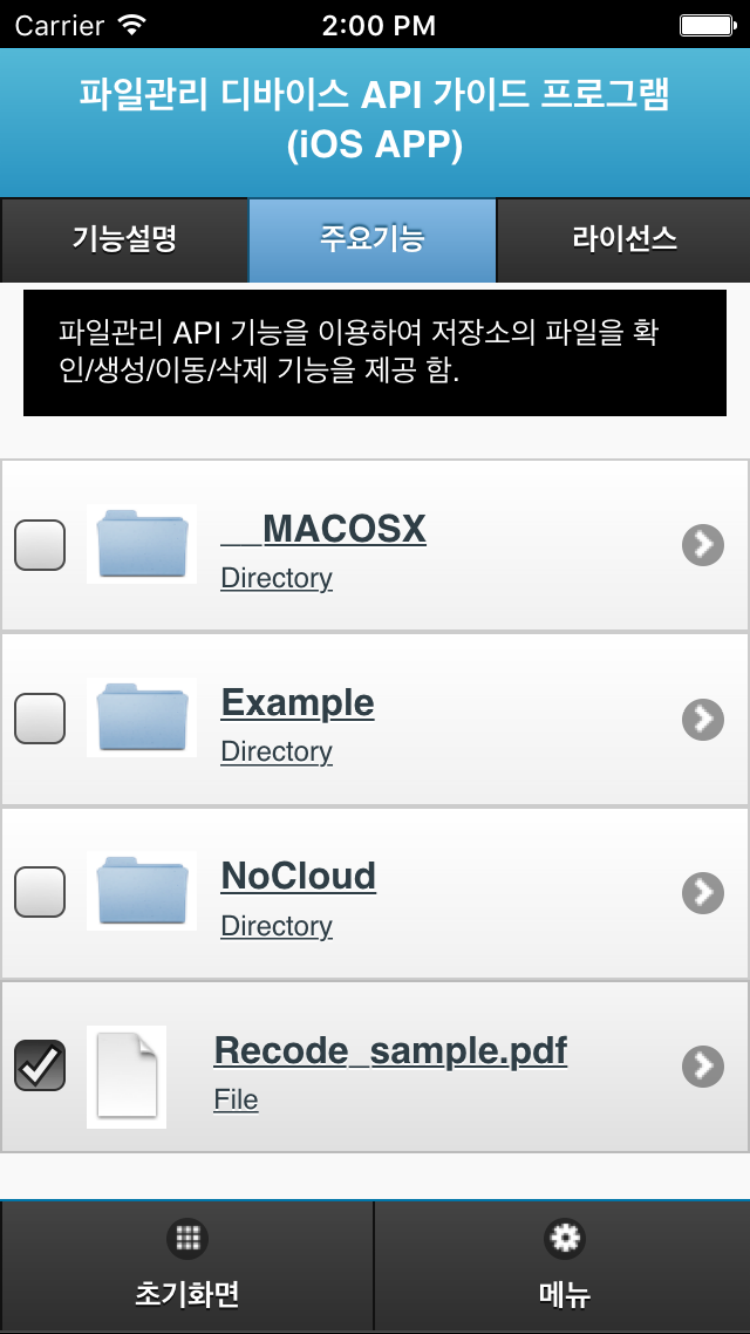 Carrier 2:00 PM
파일관리 디바이스 API 가이드 프로그램
(iOS APP)
기능설명 주요기능 라이선스
파일관리 API 기능을 이용하여 저장소의 파일을 확
인/생성/이동/삭제 기능을 제공 함.
__MACOSX
Directory
Example
Directory
NoCloud
Directory
Recode_sample.pdf
File
초기화면 메뉴